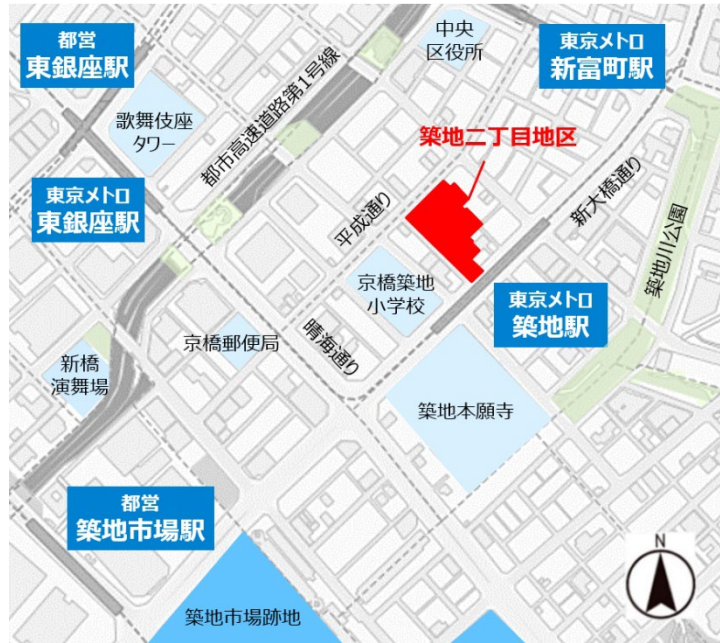 都営
東銀座駅
中央
区役所
東京メトロ
新富町駅
歌舞伎座
タワー
都市高速道路第1号線
築地二丁目地区
東京メトロ
東銀座駅
平成通り
新大橋通り
築地川公園
京橋築地
小学校
東京メトロ
築地駅
京橋郵便局
晴海通り
新橋
演舞場
築地本願寺
都営
築地市場駅
N
築地市場跡地